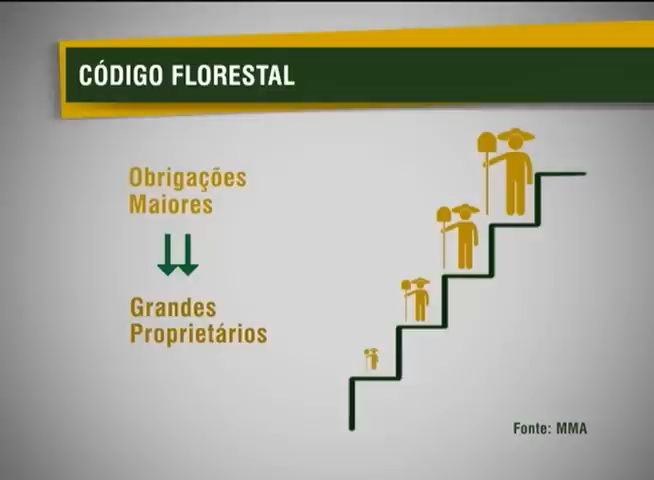 CÓDIGO FLORESTAL
Obrigações
Maiores
Grandes
Proprietários
Fonte: MMA